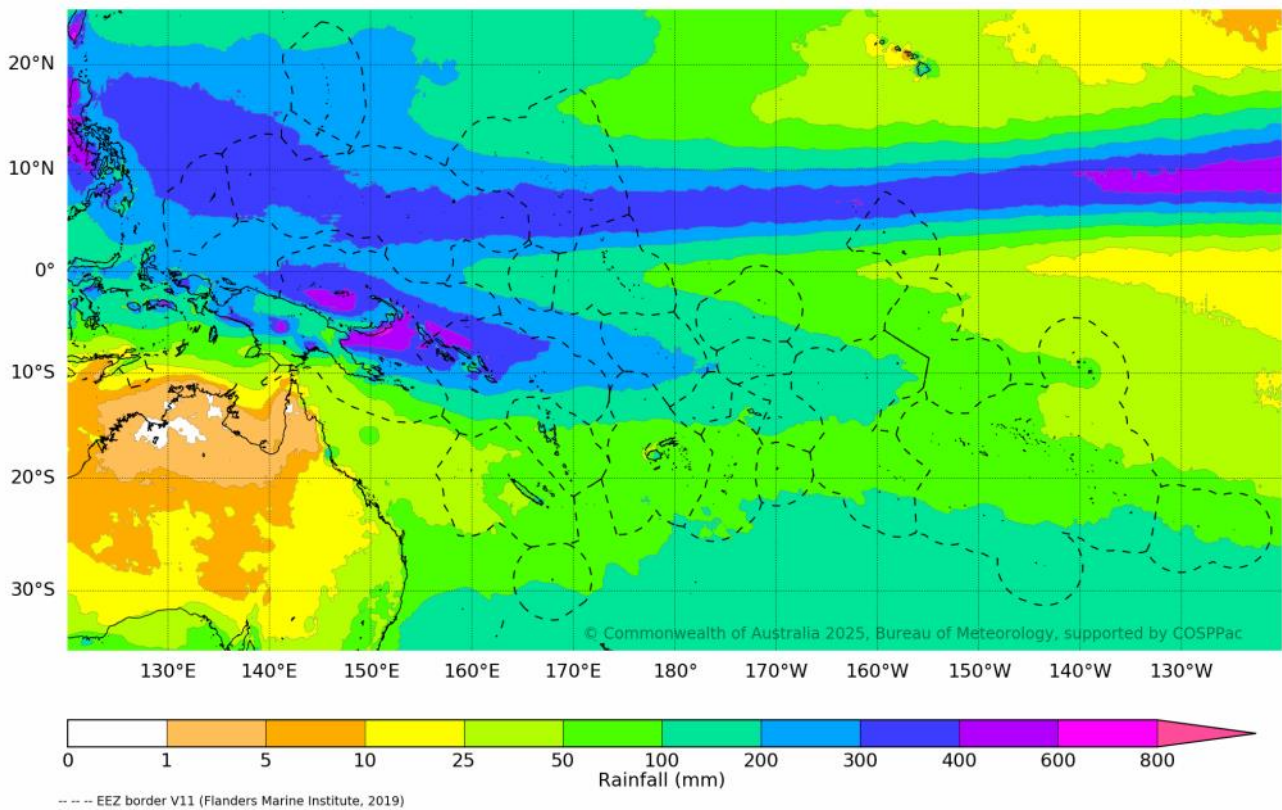 20°N
10°N
0°
10°S
20°S
30°S
© Commonwealth of Australia 2025, Bureau of Meteorology, supported by COSPPac
130°E 140°E 150°E 160°E 170°E 180° 170°W 160°W 150°W 140°W 130°W
0 1 5 10 25 50 100 200 300 400 600 800
Rainfall (mm)
-- -- -- EEZ border V11 (Flanders Marine Institute, 2019)